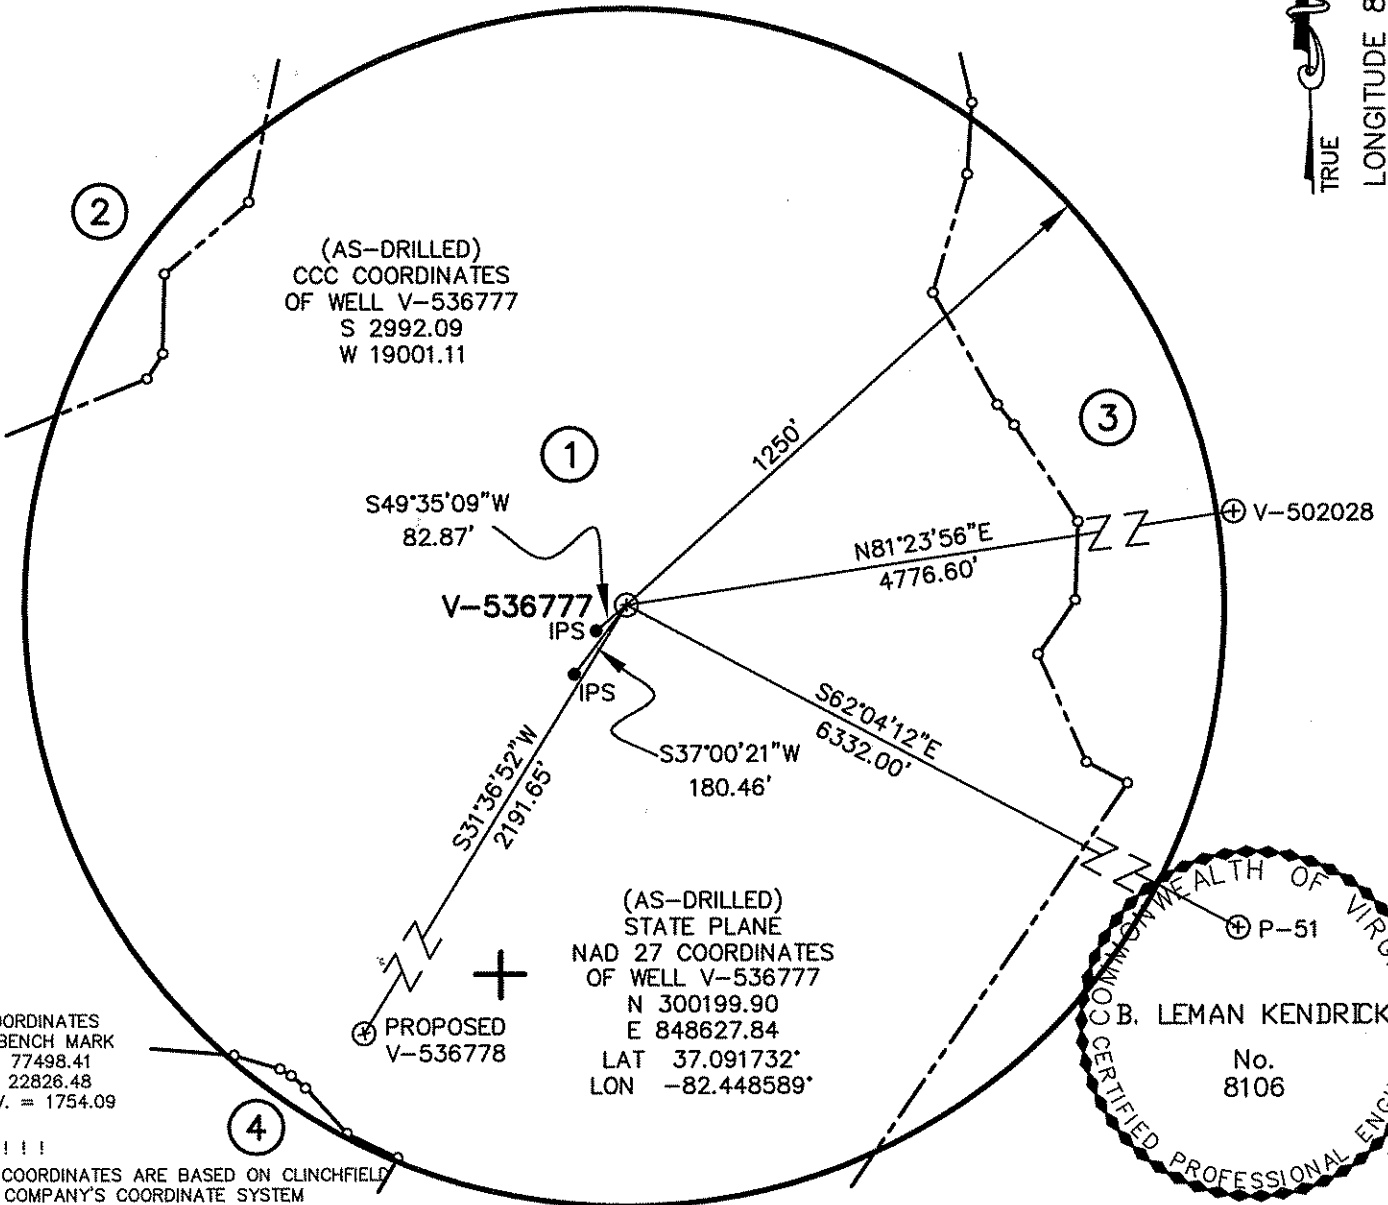 TRUE
LONGITUDE 8
2
(AS-DRILLED)
CCC COORDINATES
OF WELL V-536777
S 2992.09
W 19001.11
1
3
1250'
S49°35'09"W
82.87'
V-502028
N81°23'56"E
4776.60'
V-536777
IPS
IPS
S62°04'12"E
6332.00'
S37°00'21"W
180.46'
S31°36'52"W
2191.65'
(AS-DRILLED)
STATE PLANE
NAD 27 COORDINATES
OF WELL V-536777
N 300199.90
E 848627.84
LAT 37.091732°
LON -82.448589°
PROPOSED
V-536778
P-51
COMMONWEALTH OF VIRG
B. LEMAN KENDRICK
No.
8106
CERTIFIED PROFESSIONAL ENG
ORDINATES
BENCH MARK
77498.41
22826.48
V. = 1754.09
4
! ! !
COORDINATES ARE BASED ON CLINCHFIELD
COMPANY'S COORDINATE SYSTEM